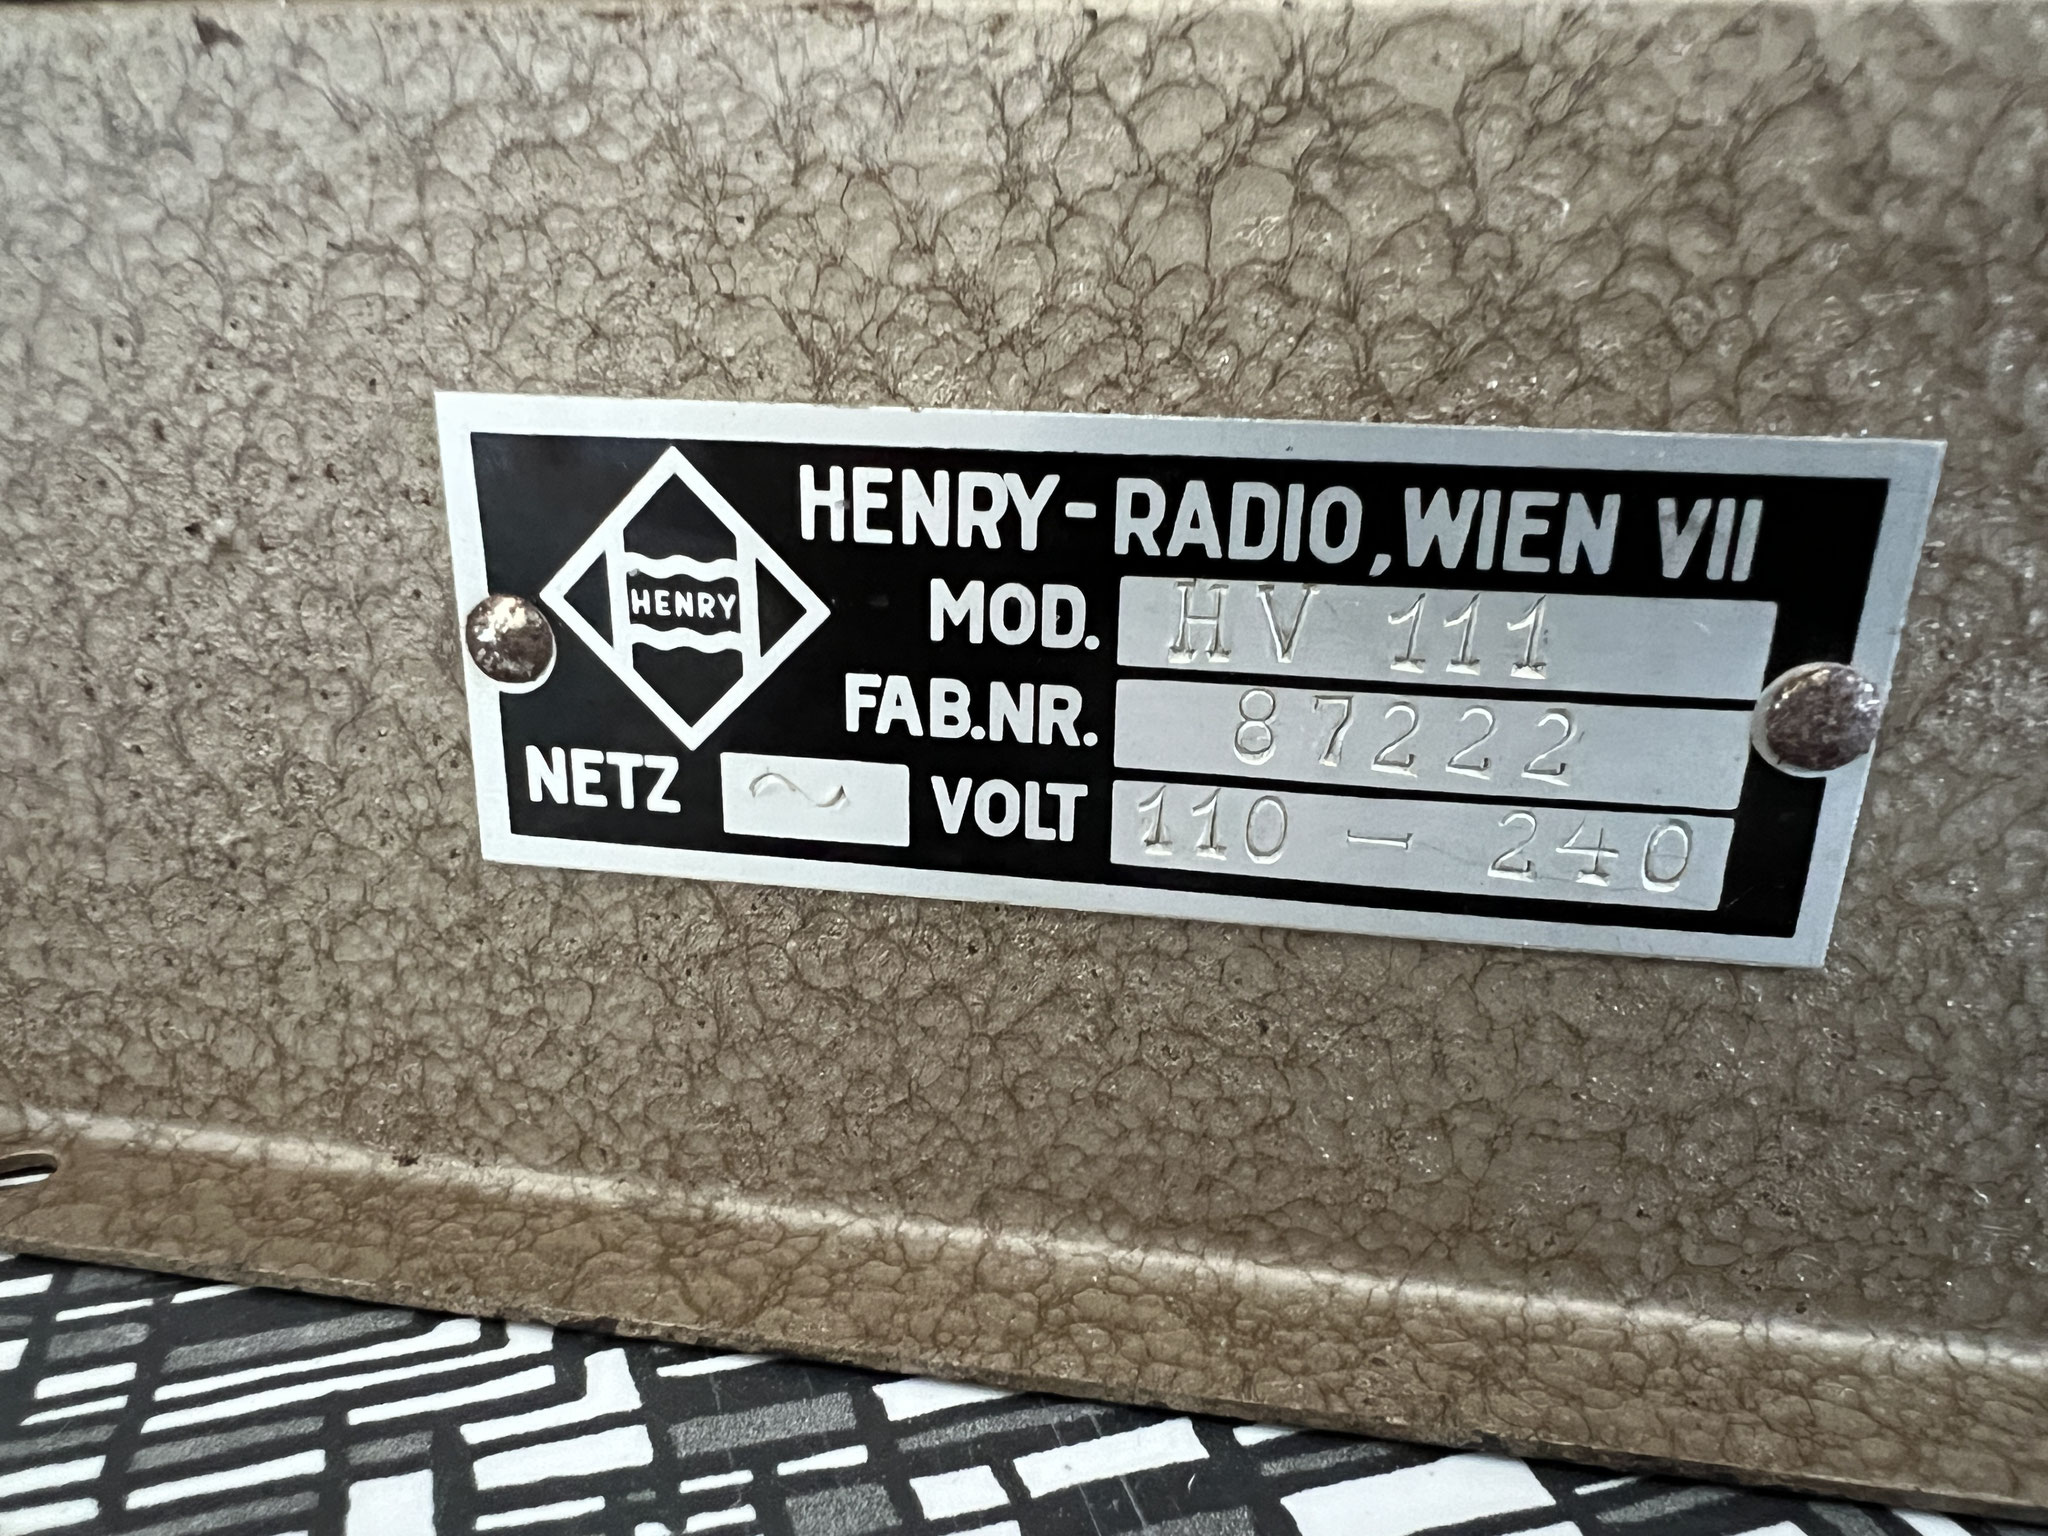 HENRY-RADIO, WIEN VII
HENRY
MOD. HV 111
FAB.NR. 87222
NETZ ~ VOLT 110 - 240